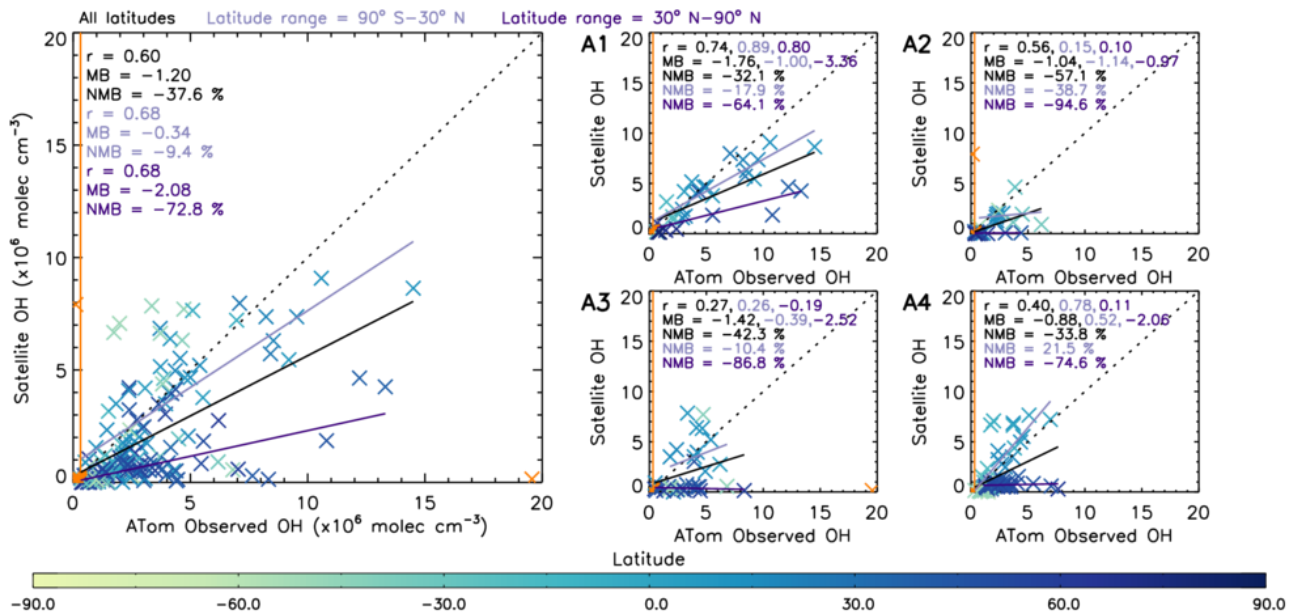 All latitudes Latitude range = 90° S−30° N Latitude range = 30° N−90° N
20
15
10
5
0
0 5 10 15 20
Satellite OH (x10⁶ molec cm⁻³)
ATom Observed OH (x10⁶ molec cm⁻³)
r = 0.60
MB = −1.20
NMB = −37.6 %
r = 0.68
MB = −0.34
NMB = −9.4 %
r = 0.68
MB = −2.08
NMB = −72.8 %
A1
20
15
10
5
0
0 5 10 15 20
Satellite OH
ATom Observed OH
r = 0.74, 0.89, 0.80
MB = −1.76, −1.00, −3.36
NMB = −32.1 %
NMB = −17.9 %
NMB = −64.1 %
A2
20
15
10
5
0
0 5 10 15 20
Satellite OH
ATom Observed OH
r = 0.56, 0.15, 0.10
MB = −1.04, −1.14, −0.97
NMB = −57.1 %
NMB = −38.7 %
NMB = −94.6 %
A3
20
15
10
5
0
0 5 10 15 20
Satellite OH
ATom Observed OH
r = 0.27, 0.26, −0.19
MB = −1.42, −0.39, −2.52
NMB = −42.3 %
NMB = −10.4 %
NMB = −86.8 %
A4
20
15
10
5
0
0 5 10 15 20
Satellite OH
ATom Observed OH
r = 0.40, 0.78, 0.11
MB = −0.88, 0.52, −2.06
NMB = −33.8 %
NMB = 21.5 %
NMB = −74.6 %
Latitude
−90.0 −60.0 −30.0 0.0 30.0 60.0 90.0